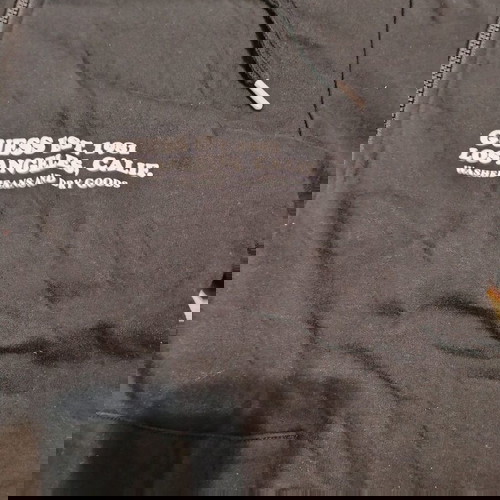 GUESS EST. 1981
LOS ANGELES, CALIF.
WASHED JEANS AND DRY GOODS